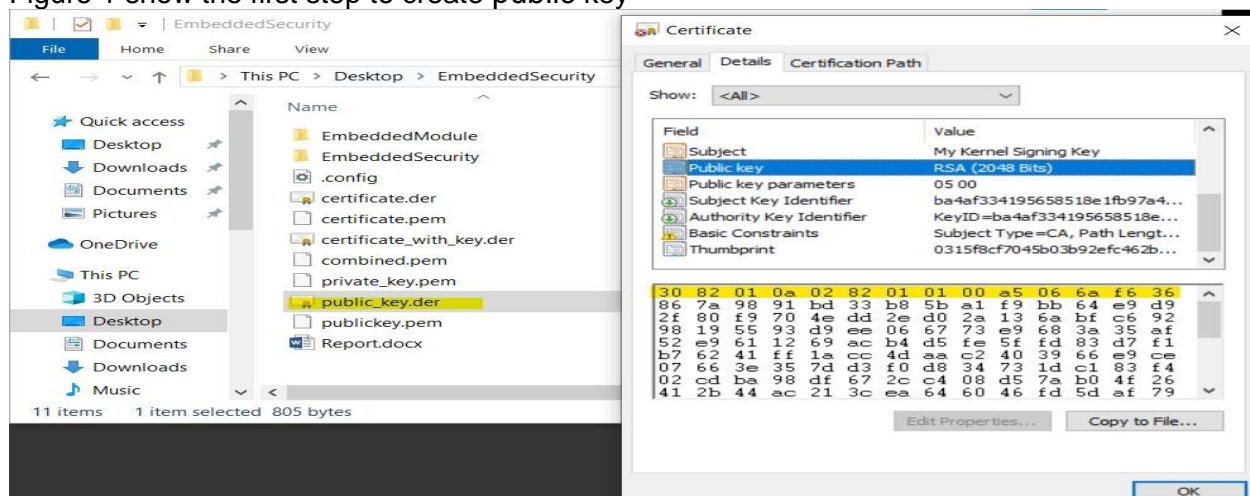 Figure 1 show the first step to create public key
EmbeddedSecurity
File Home Share View
This PC > Desktop > EmbeddedSecurity
Quick access
Desktop
Downloads
Documents
Pictures
OneDrive
This PC
3D Objects
Desktop
Documents
Downloads
Music
Name
EmbeddedModule
EmbeddedSecurity
.config
certificate.der
certificate.pem
certificate_with_key.der
combined.pem
private_key.pem
public_key.der
publickey.pem
Report.docx
11 items 1 item selected 805 bytes
Certificate
General Details Certification Path
Show: <All>
Field Value
Subject My Kernel Signing Key
Public key RSA (2048 Bits)
Public key parameters 05 00
Subject Key Identifier ba4af334195658518e1fb97a4...
Authority Key Identifier KeyID=ba4af334195658518e...
Basic Constraints Subject Type=CA, Path Lengt...
Thumbprint 0315f8cf7045b03b92efc462b...
30 82 01 0a 02 82 01 01 00 a5 06 6a f6 36
86 7a 98 91 bd 33 b8 5b a1 f9 bb 64 e9 d9
2f 80 f9 70 4e dd 2e d0 2a 13 6a bf c6 92
98 19 55 93 d9 ee 06 67 73 e9 68 3a 35 af
52 e9 61 12 69 ac b4 d5 fe 5f fd 83 d7 f1
b7 62 41 ff 1a cc 4d aa c2 40 39 66 e9 ce
07 66 3e 35 7d d3 f0 d8 34 73 1d c1 83 f4
02 cd ba 98 df 67 2c c4 08 d5 7a b0 4f 26
41 2b 44 ac 21 3c ea 64 60 46 fd 5d af 79
Edit Properties... Copy to File...
OK